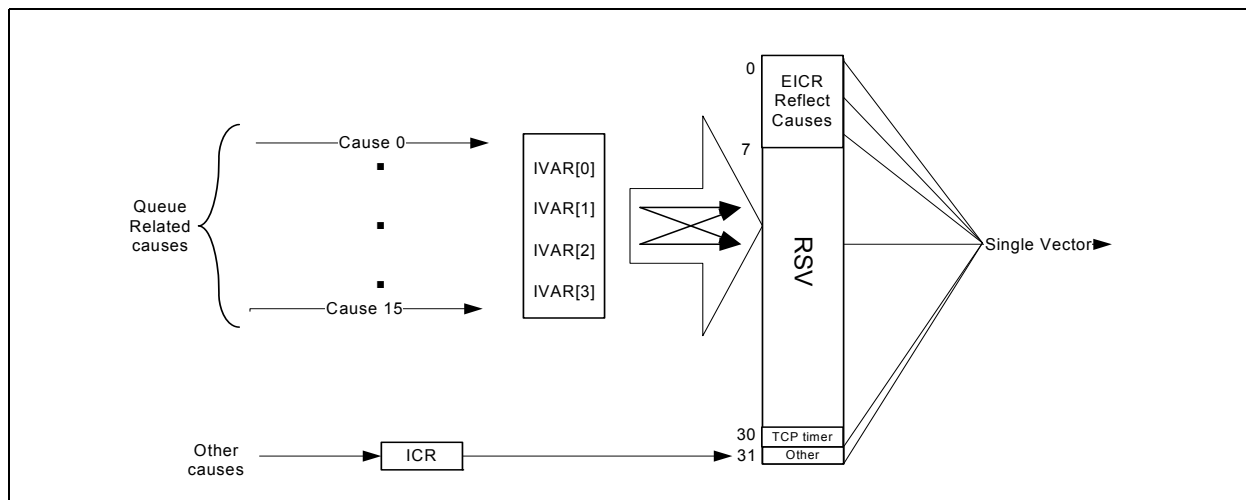 0
EICR
Reflect
Causes
7
Cause 0
IVAR[0]
IVAR[1]
IVAR[2]
IVAR[3]
Queue
Related
causes
Cause 15
RSV
Single Vector
30
TCP timer
31
Other
Other
causes
ICR